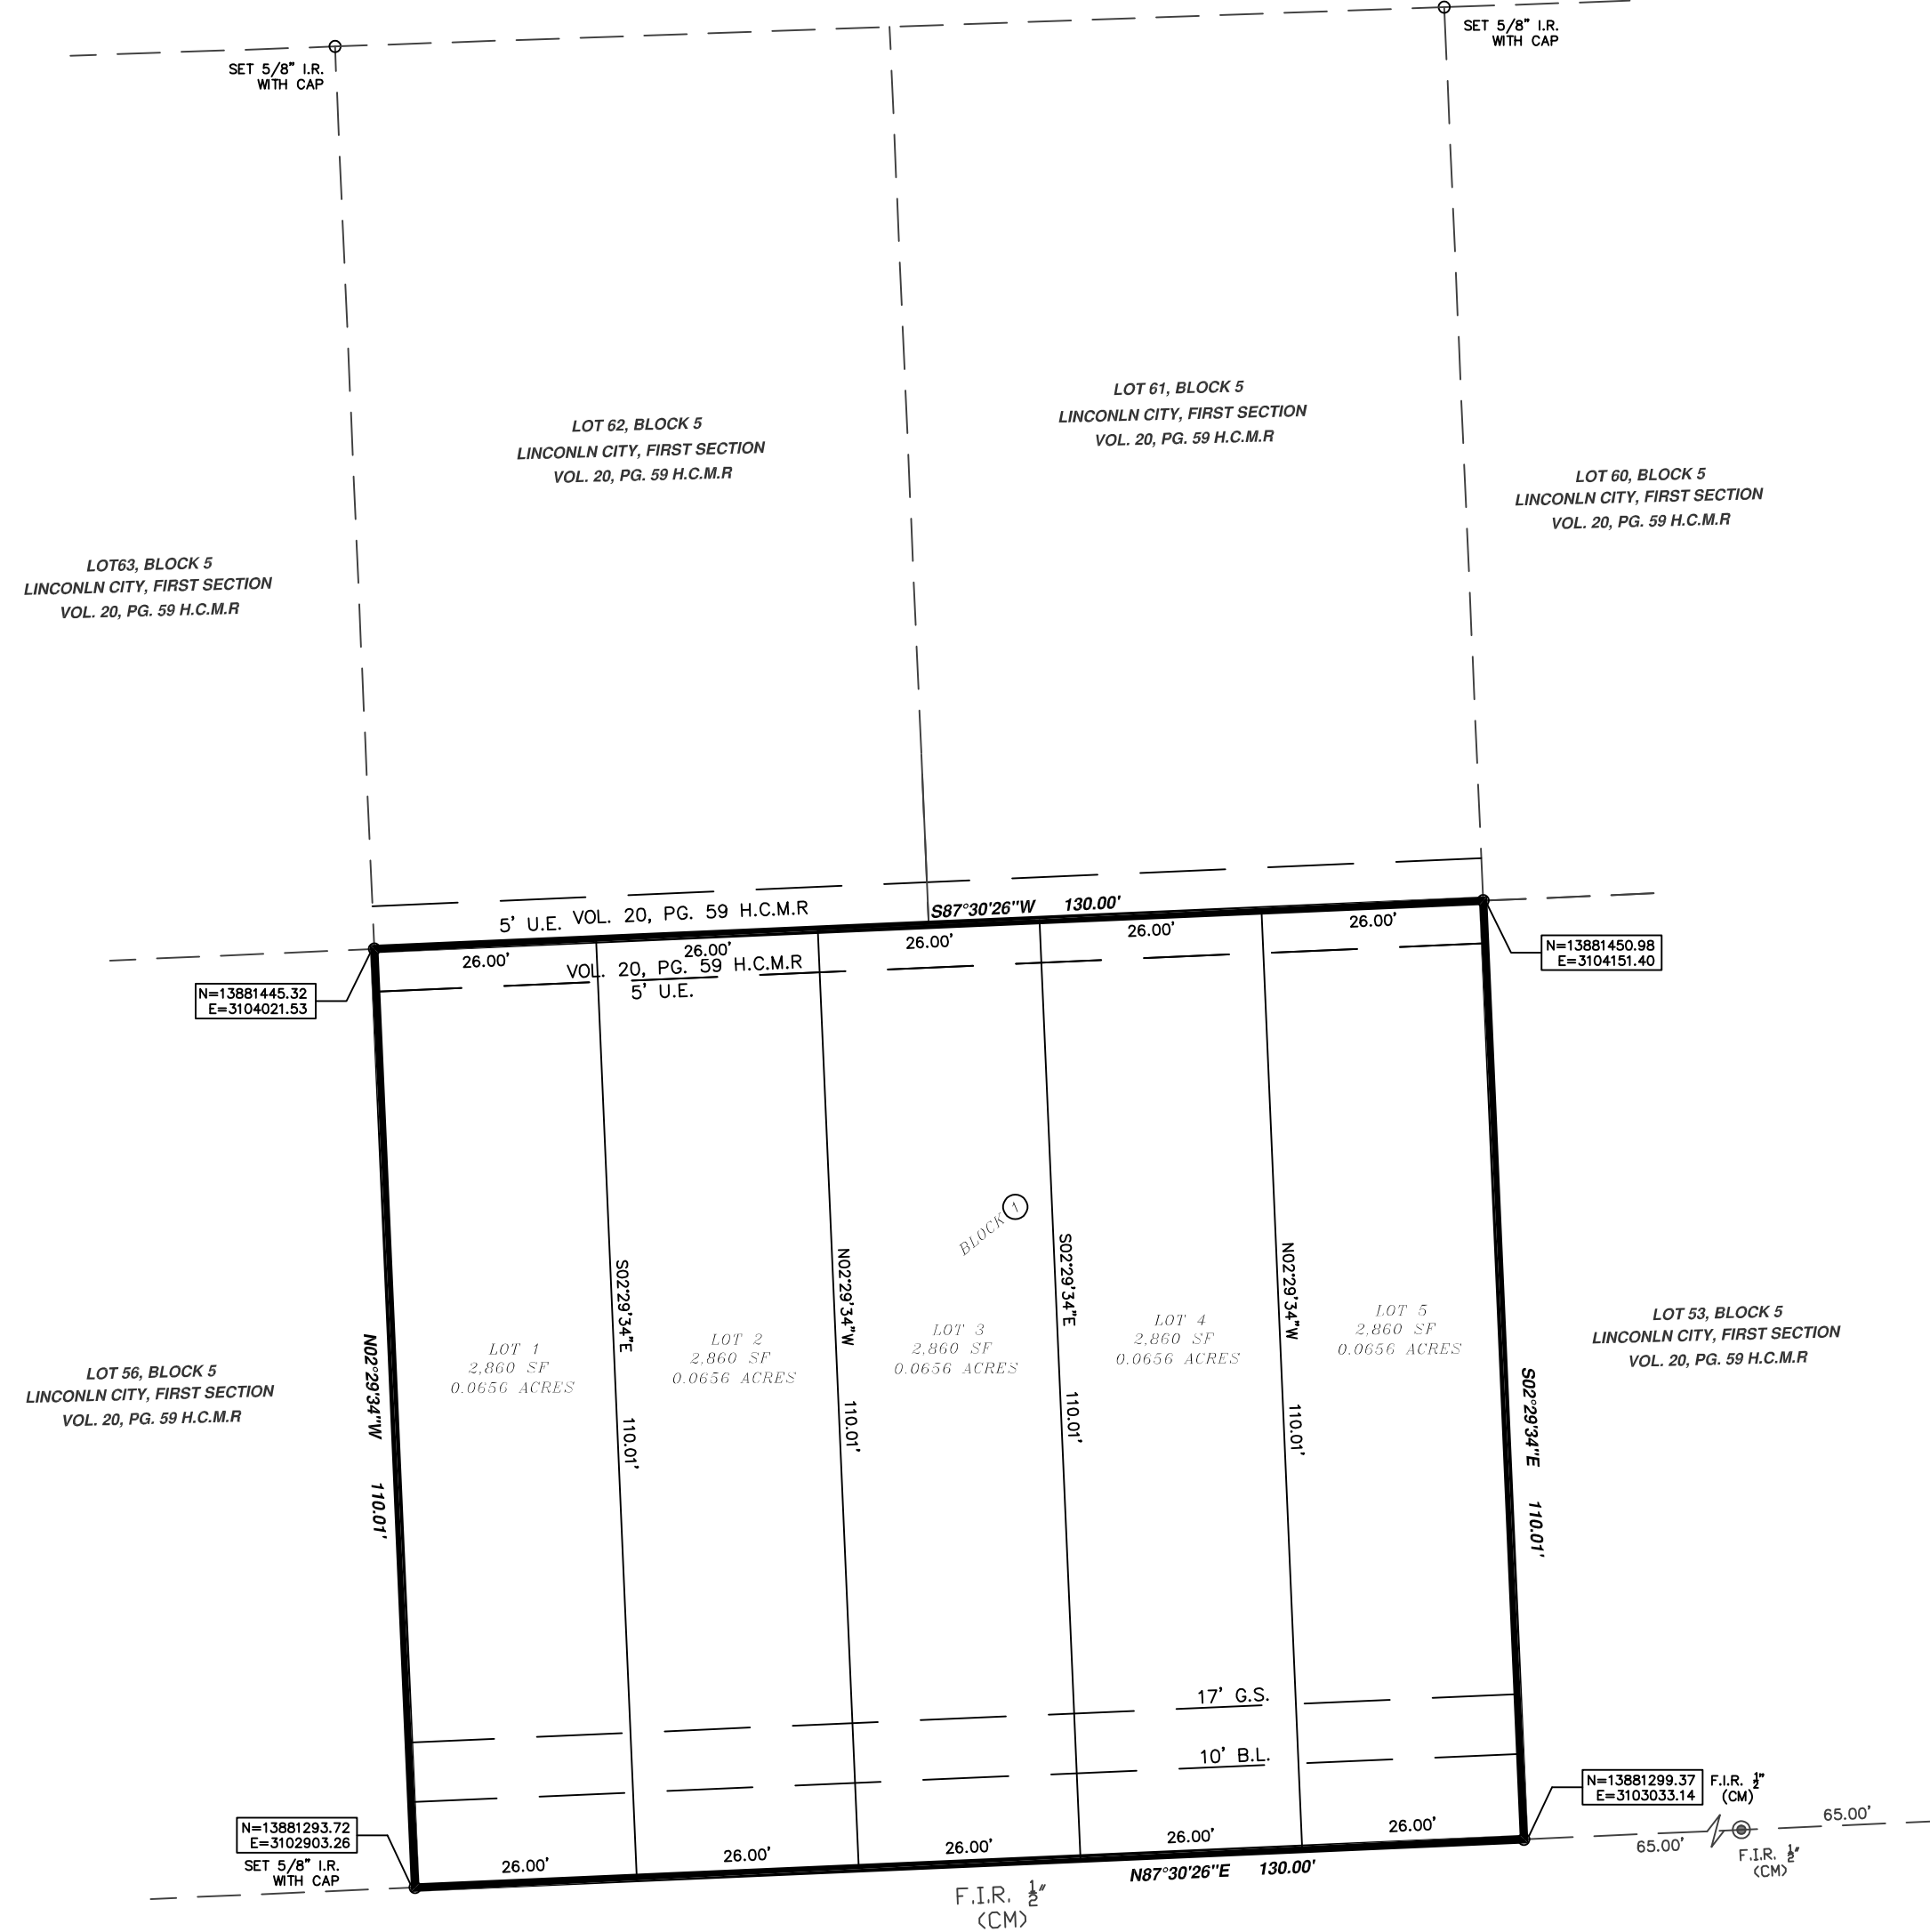 SET 5/8" I.R.
WITH CAP
SET 5/8" I.R.
WITH CAP
LOT 62, BLOCK 5
LINCONLN CITY, FIRST SECTION
VOL. 20, PG. 59 H.C.M.R
LOT 61, BLOCK 5
LINCONLN CITY, FIRST SECTION
VOL. 20, PG. 59 H.C.M.R
LOT 60, BLOCK 5
LINCONLN CITY, FIRST SECTION
VOL. 20, PG. 59 H.C.M.R
LOT63, BLOCK 5
LINCONLN CITY, FIRST SECTION
VOL. 20, PG. 59 H.C.M.R
5' U.E. VOL. 20, PG. 59 H.C.M.R
S87°30'26"W 130.00'
26.00'
26.00'
26.00'
26.00'
26.00'
VOL. 20, PG. 59 H.C.M.R
5' U.E.
N=13881445.32
E=3104021.53
N=13881450.98
E=3104151.40
BLOCK 1
N02°29'34"W 110.01'
S02°29'34"E 110.01'
N02°29'34"W 110.01'
S02°29'34"E 110.01'
N02°29'34"W 110.01'
S02°29'34"E 110.01'
LOT 1
2,860 SF
0.0656 ACRES
LOT 2
2,860 SF
0.0656 ACRES
LOT 3
2,860 SF
0.0656 ACRES
LOT 4
2,860 SF
0.0656 ACRES
LOT 5
2,860 SF
0.0656 ACRES
LOT 56, BLOCK 5
LINCONLN CITY, FIRST SECTION
VOL. 20, PG. 59 H.C.M.R
LOT 53, BLOCK 5
LINCONLN CITY, FIRST SECTION
VOL. 20, PG. 59 H.C.M.R
17' G.S.
10' B.L.
N=13881293.72
E=3102903.26
SET 5/8" I.R.
WITH CAP
N=13881299.37
E=3103033.14
F.I.R. 1/2"
(CM)
26.00'
26.00'
26.00'
26.00'
26.00'
N87°30'26"E 130.00'
65.00'
65.00'
F.I.R. 1/2"
(CM)
F.I.R. 1/2"
(CM)